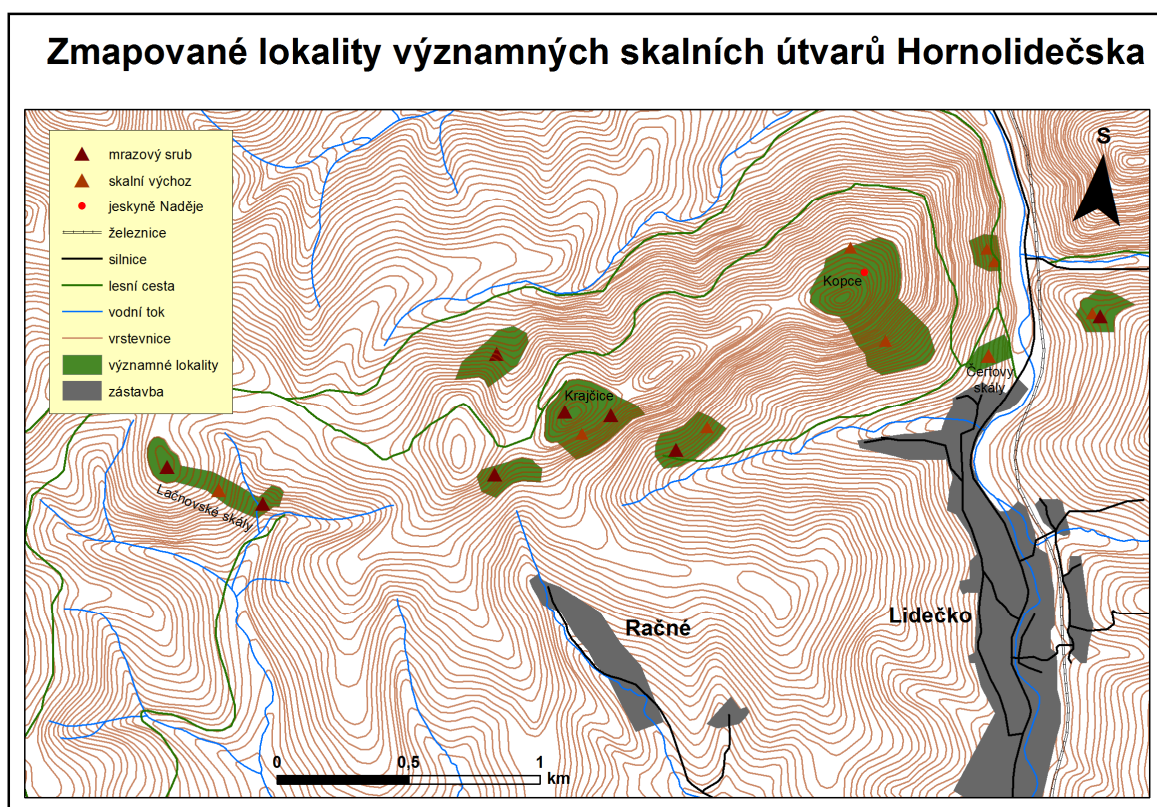 Zmapované lokality významných skalních útvarů Hornolidečska
mrazový srub
skalní výchoz
jeskyně Naděje
železnice
silnice
lesní cesta
vodní tok
vrstevnice
významné lokality
zástavba
S
Kopce
Čertovy
skály
Krajčice
Lačnovské skály
Lidečko
Račné
0 0,5 1
km